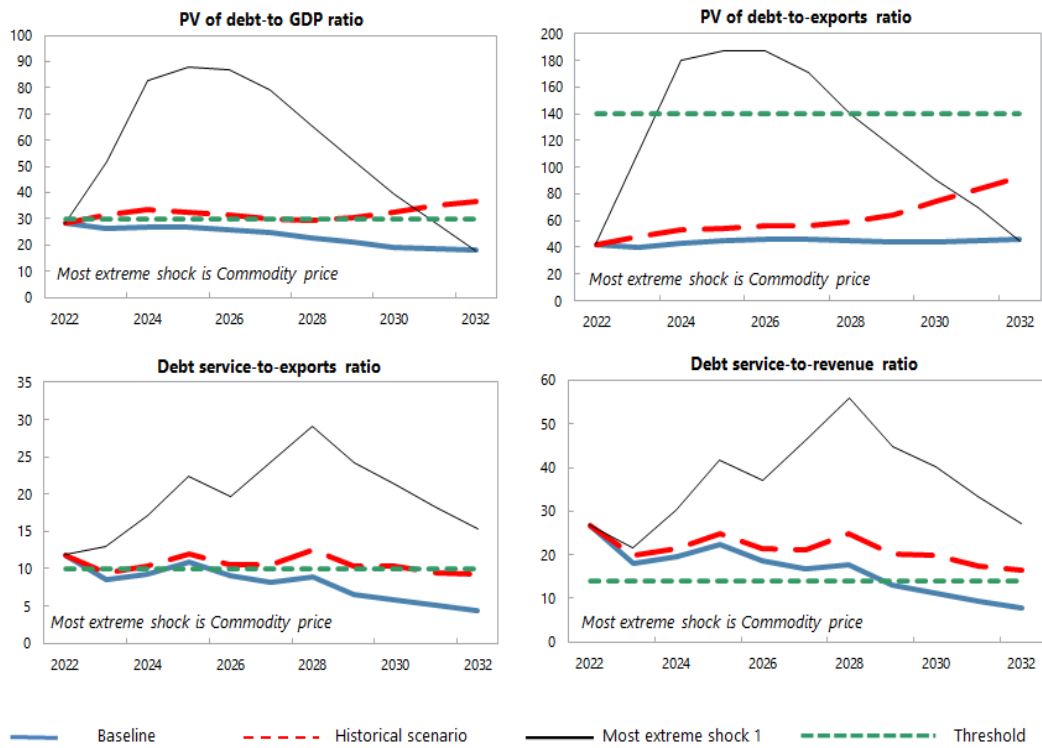 PV of debt-to GDP ratio
100
90
80
70
60
50
40
30
20
10
0
Most extreme shock is Commodity price
2022 2024 2026 2028 2030 2032
PV of debt-to-exports ratio
200
180
160
140
120
100
80
60
40
20
0
Most extreme shock is Commodity price
2022 2024 2026 2028 2030 2032
Debt service-to-exports ratio
35
30
25
20
15
10
5
0
Most extreme shock is Commodity price
2022 2024 2026 2028 2030 2032
Debt service-to-revenue ratio
60
50
40
30
20
10
0
Most extreme shock is Commodity price
2022 2024 2026 2028 2030 2032
Baseline Historical scenario Most extreme shock 1 Threshold